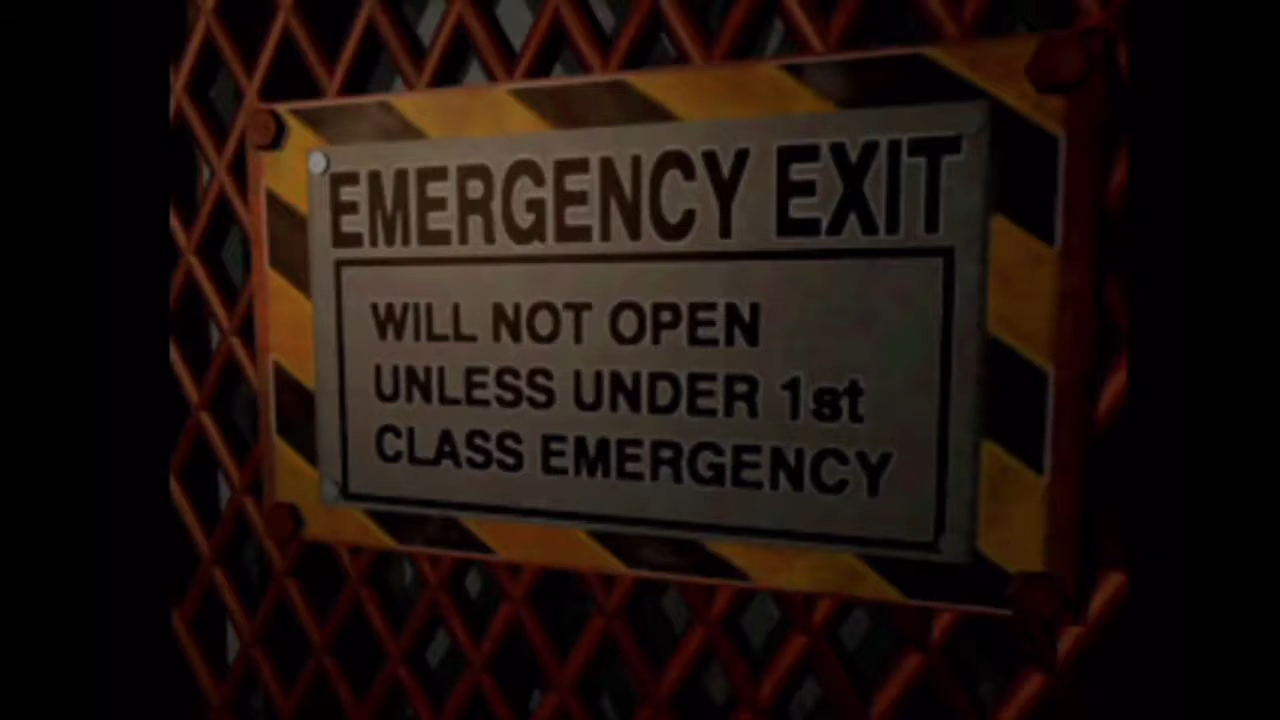 EMERGENCY EXIT
WILL NOT OPEN
UNLESS UNDER 1st
CLASS EMERGENCY